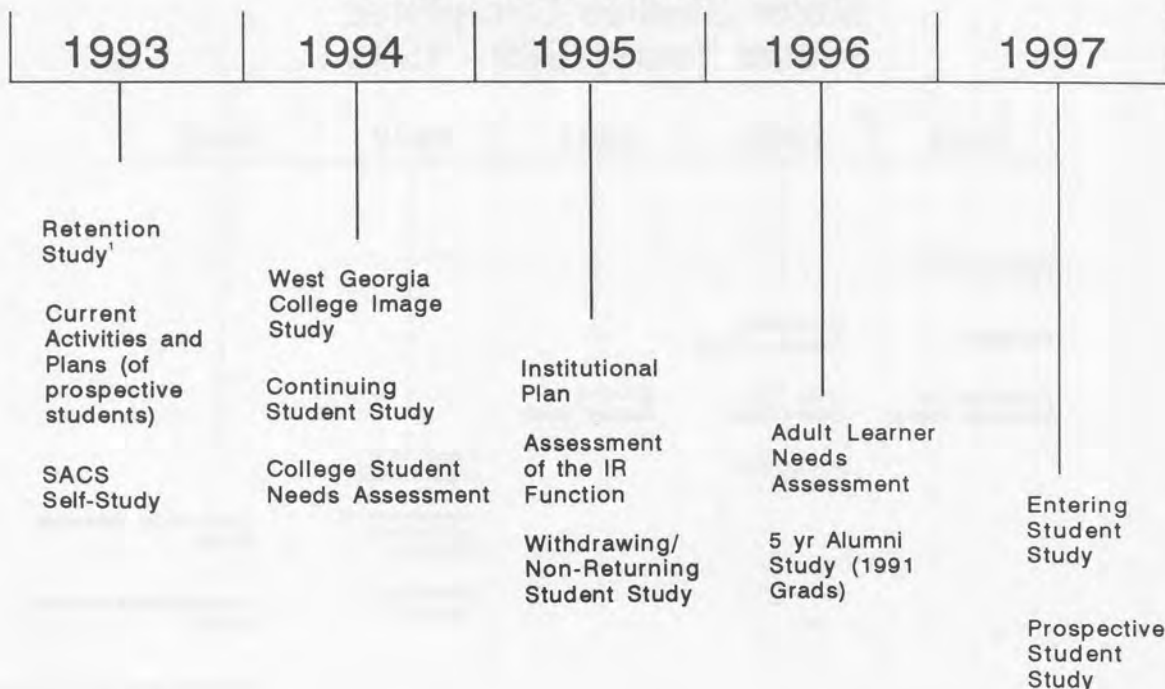 1993 1994 1995 1996 1997
Retention
Study¹
Current
Activities and
Plans (of
prospective
students)
SACS
Self-Study
West Georgia
College Image
Study
Continuing
Student Study
College Student
Needs Assessment
Institutional
Plan
Assessment
of the IR
Function
Withdrawing/
Non-Returning
Student Study
Adult Learner
Needs
Assessment
5 yr Alumni
Study (1991
Grads)
Entering
Student
Study
Prospective
Student
Study